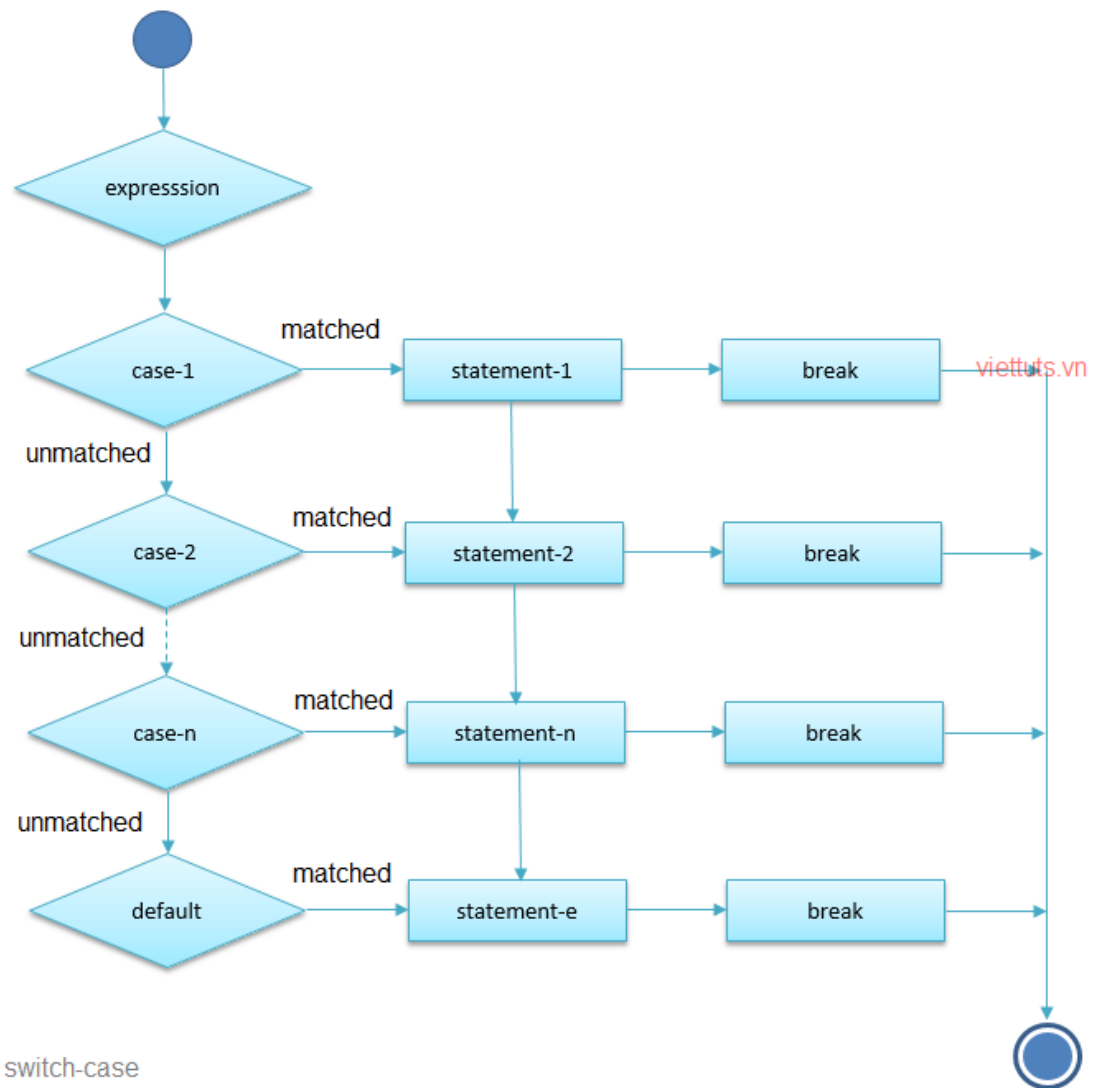 expresssion
matched
case-1
statement-1
break
viettuts.vn
unmatched
matched
case-2
statement-2
break
unmatched
matched
case-n
statement-n
break
unmatched
matched
default
statement-e
break
switch-case